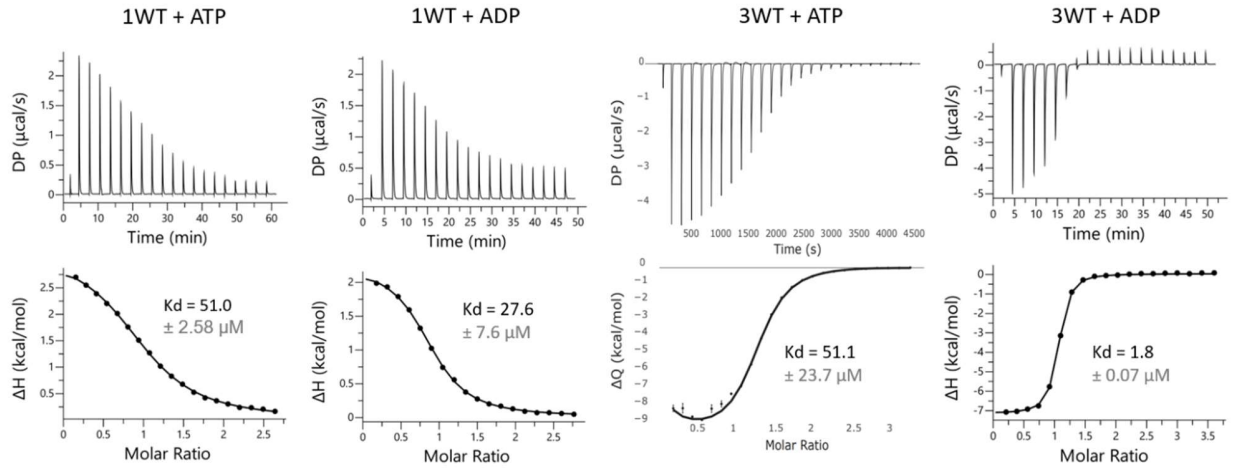 1WT + ATP
1WT + ADP
3WT + ATP
3WT + ADP
DP (µcal/s)
2
1.5
1
0.5
0
0 10 20 30 40 50 60
Time (min)
DP (µcal/s)
2
1.5
1
0.5
0
0 5 10 15 20 25 30 35 40 45 50
Time (min)
DP (µcal/s)
0
−1
−2
−3
−4
500 1000 1500 2000 2500 3000 3500 4000 4500
Time (s)
DP (µcal/s)
0
-1
-2
-3
-4
-5
0 5 10 15 20 25 30 35 40 45 50
Time (min)
ΔH (kcal/mol)
2.5
2
1.5
1
0.5
Kd = 51.0
± 2.58 µM
0 0.5 1 1.5 2 2.5
Molar Ratio
ΔH (kcal/mol)
2
1.5
1
0.5
0
Kd = 27.6
± 7.6 µM
0 0.5 1 1.5 2 2.5
Molar Ratio
ΔQ (kcal/mol)
0
−1
−2
−3
−4
−5
−6
−7
−8
−9
Kd = 51.1
± 23.7 µM
0.5 1 1.5 2 2.5 3
Molar Ratio
ΔH (kcal/mol)
0
-1
-2
-3
-4
-5
-6
-7
Kd = 1.8
± 0.07 µM
0 0.5 1 1.5 2 2.5 3 3.5
Molar Ratio